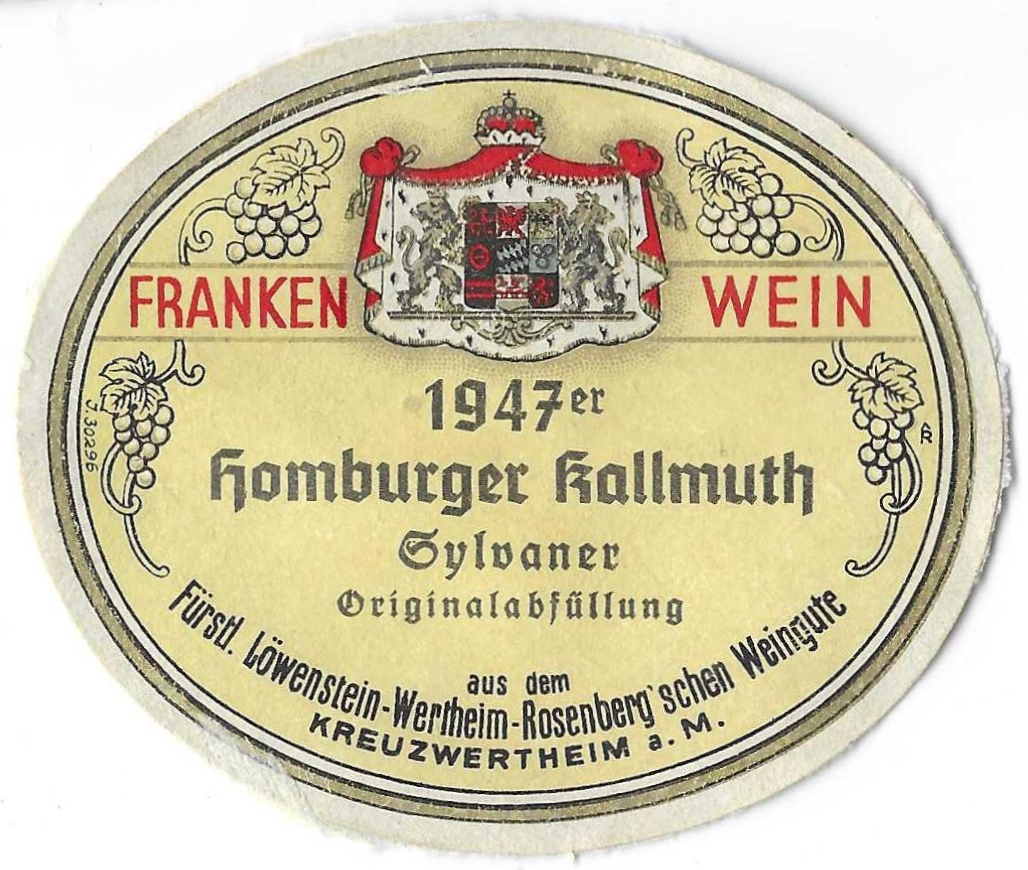 FRANKEN WEIN
1947er
Homburger Kallmuth
Sylvaner
Originalabfüllung
aus dem
Fürstl. Löwenstein-Wertheim-Rosenberg'schen Weingute
KREUZWERTHEIM a. M.
J. 30296